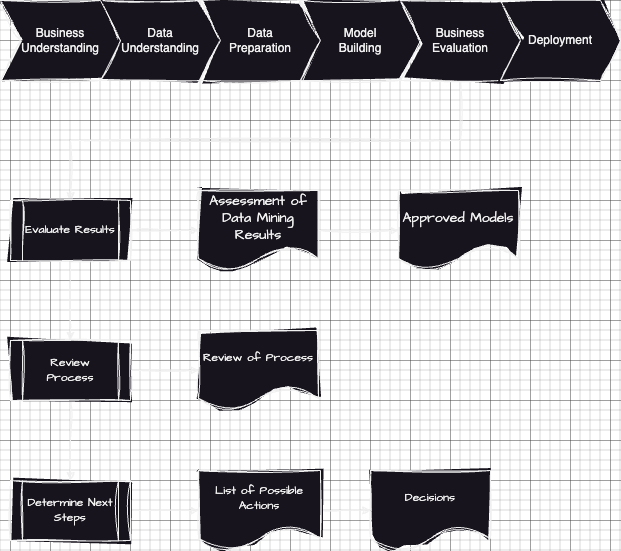 Business
Understanding
Data
Understanding
Data
Preparation
Model
Building
Business
Evaluation
Deployment
Evaluate Results
Assessment of
Data Mining
Results
Approved Models
Review
Process
Review of Process
Determine Next
Steps
List of Possible
Actions
Decisions